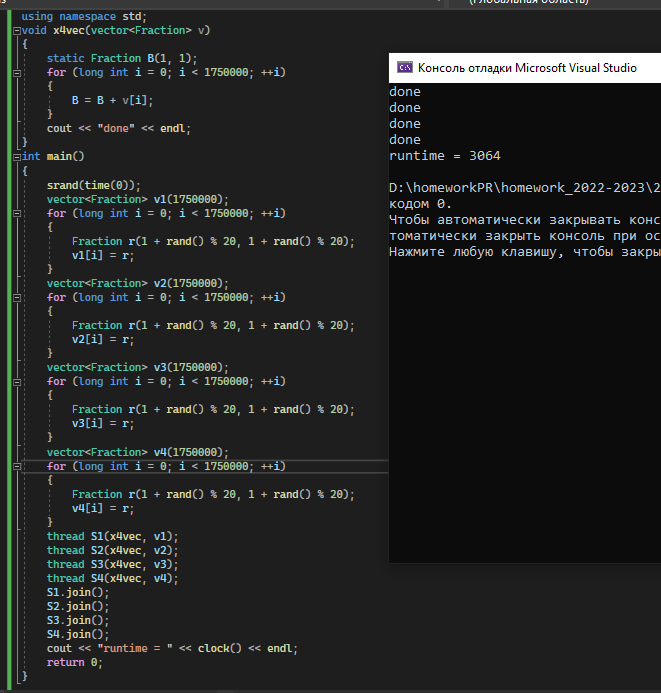 (Глобальная область)
using namespace std;
void x4vec(vector<Fraction> v)
{
static Fraction B(1, 1);
for (long int i = 0; i < 1750000; ++i)
{
B = B + v[i];
}
cout << "done" << endl;
}
int main()
{
srand(time(0));
vector<Fraction> v1(1750000);
for (long int i = 0; i < 1750000; ++i)
{
Fraction r(1 + rand() % 20, 1 + rand() % 20);
v1[i] = r;
}
vector<Fraction> v2(1750000);
for (long int i = 0; i < 1750000; ++i)
{
Fraction r(1 + rand() % 20, 1 + rand() % 20);
v2[i] = r;
}
vector<Fraction> v3(1750000);
for (long int i = 0; i < 1750000; ++i)
{
Fraction r(1 + rand() % 20, 1 + rand() % 20);
v3[i] = r;
}
vector<Fraction> v4(1750000);
for (long int i = 0; i < 1750000; ++i)
{
Fraction r(1 + rand() % 20, 1 + rand() % 20);
v4[i] = r;
}
thread S1(x4vec, v1);
thread S2(x4vec, v2);
thread S3(x4vec, v3);
thread S4(x4vec, v4);
S1.join();
S2.join();
S3.join();
S4.join();
cout << "runtime = " << clock() << endl;
return 0;
}
Консоль отладки Microsoft Visual Studio
done
done
done
done
runtime = 3064
D:\homeworkPR\homework_2022-2023\2
кодом 0.
Чтобы автоматически закрывать конс
томатически закрыть консоль при ос
Нажмите любую клавишу, чтобы закры